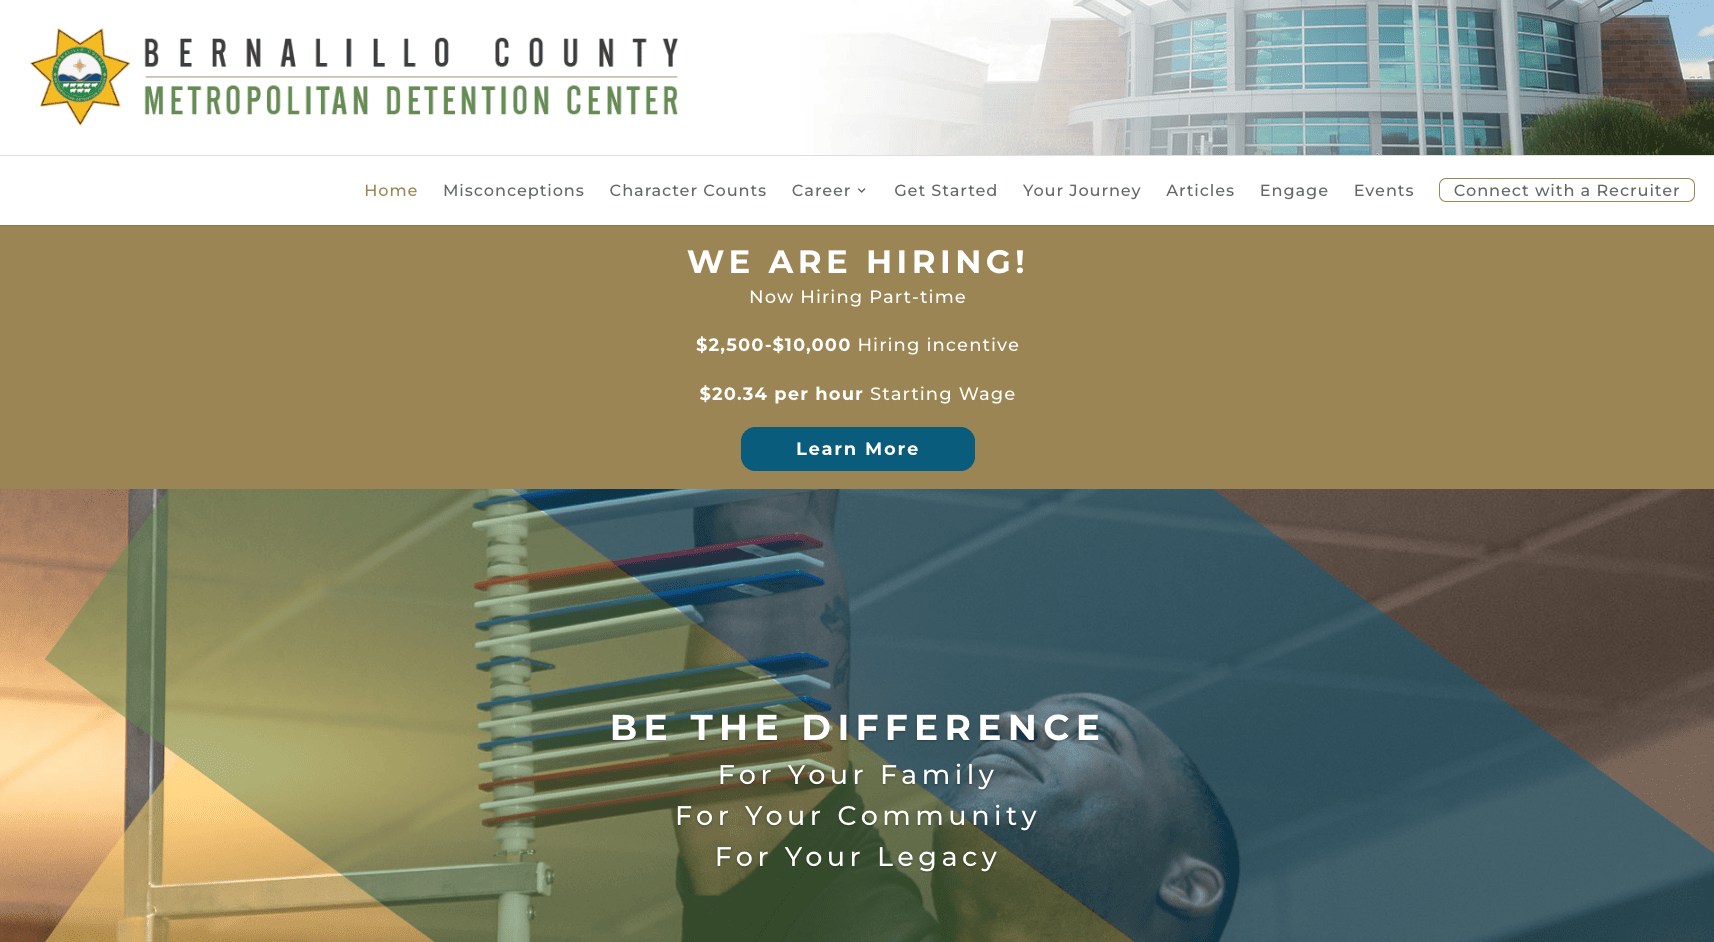 BERNALILLO COUNTY
METROPOLITAN DETENTION CENTER
Home Misconceptions Character Counts Career Get Started Your Journey Articles Engage Events Connect with a Recruiter
WE ARE HIRING!
Now Hiring Part-time
$2,500-$10,000 Hiring incentive
$20.34 per hour Starting Wage
Learn More
BE THE DIFFERENCE
For Your Family
For Your Community
For Your Legacy